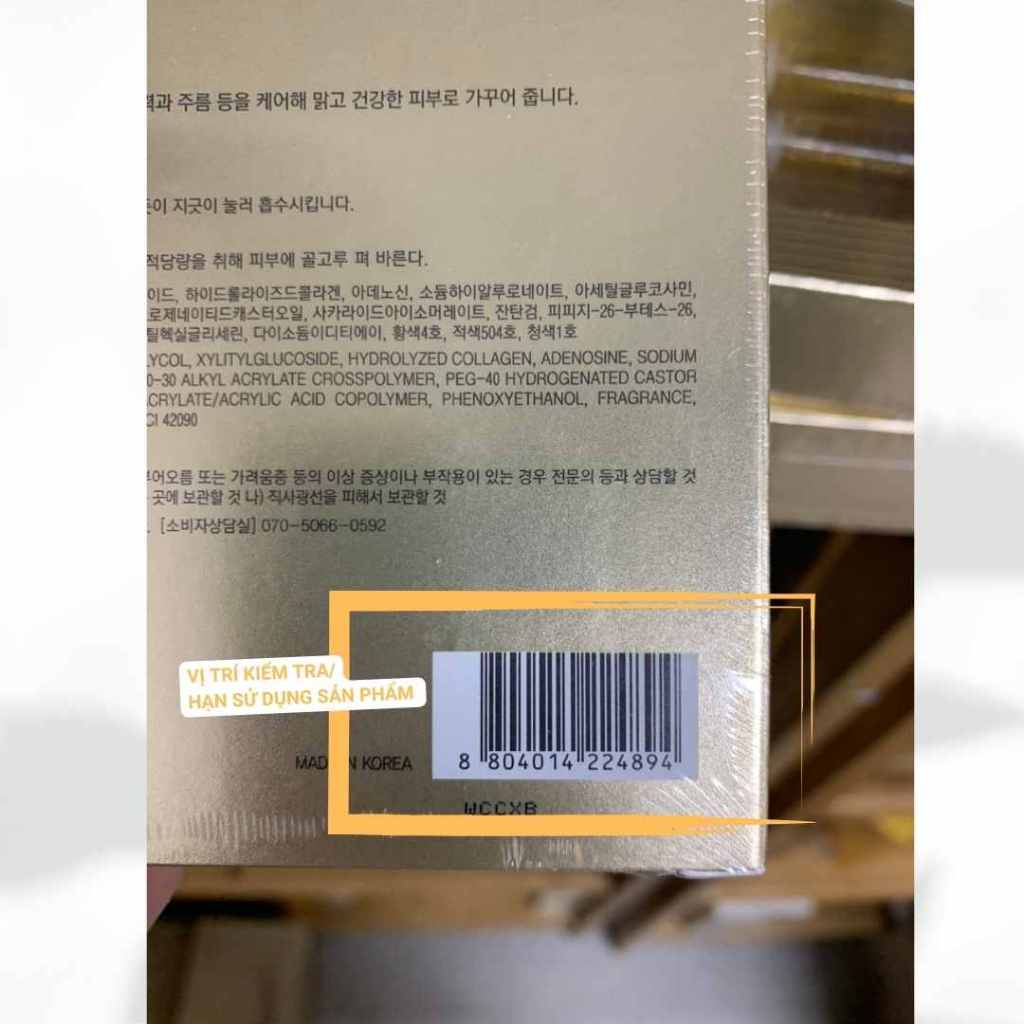 과 주름 등을 케어해 맑고 건강한 피부로 가꾸어 줍니다.
지긋이 눌러 흡수시킵니다.
적당량을 취해 피부에 골고루 펴 바른다.
이드, 하이드롤라이즈드콜라겐, 아데노신, 소듐하이알루로네이트, 아세틸글루코사민,
로제네이티드캐스터오일, 사카라이드아이소머레이트, 잔탄검, 피피지-26-부테스-26,
틸헥실글리세린, 다이소듐이디티에이, 황색4호, 적색504호, 청색1호
LYCOL, XYLITYLGLUCOSIDE, HYDROLYZED COLLAGEN, ADENOSINE, SODIUM
0-30 ALKYL ACRYLATE CROSSPOLYMER, PEG-40 HYDROGENATED CASTOR
ACRYLATE/ACRYLIC ACID COPOLYMER, PHENOXYETHANOL, FRAGRANCE,
CI 42090
부어오름 또는 가려움증 등의 이상 증상이나 부작용이 있는 경우 전문의 등과 상담할 것
곳에 보관할 것 나) 직사광선을 피해서 보관할 것
[소비자상담실] 070-5066-0592
VỊ TRÍ KIỂM TRA/
HẠN SỬ DỤNG SẢN PHẨM
MADE IN KOREA
8 804014 224894
WCCXB